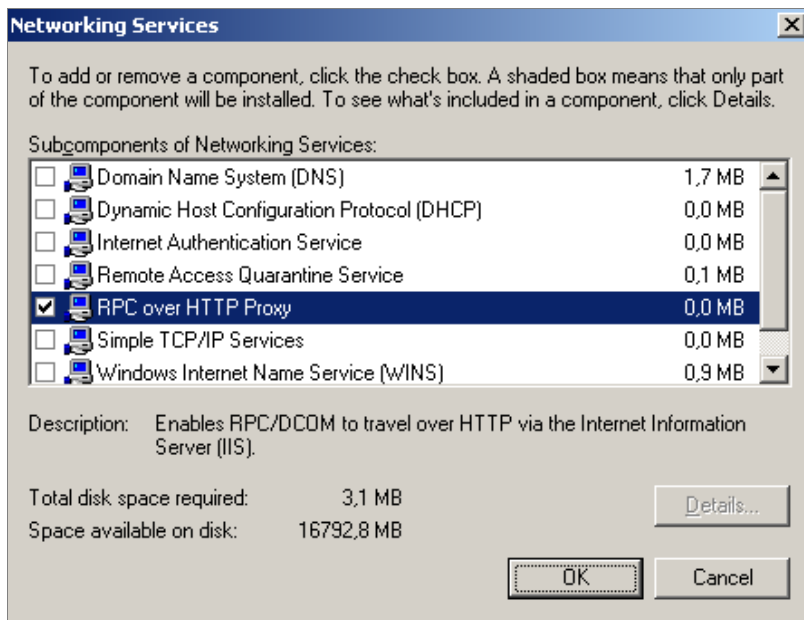 Networking Services
To add or remove a component, click the check box. A shaded box means that only part
of the component will be installed. To see what's included in a component, click Details.
Subcomponents of Networking Services:
Domain Name System (DNS) 1,7 MB
Dynamic Host Configuration Protocol (DHCP) 0,0 MB
Internet Authentication Service 0,0 MB
Remote Access Quarantine Service 0,1 MB
RPC over HTTP Proxy 0,0 MB
Simple TCP/IP Services 0,0 MB
Windows Internet Name Service (WINS) 0,9 MB
Description: Enables RPC/DCOM to travel over HTTP via the Internet Information
Server (IIS).
Total disk space required: 3,1 MB
Details...
Space available on disk: 16792,8 MB
OK Cancel